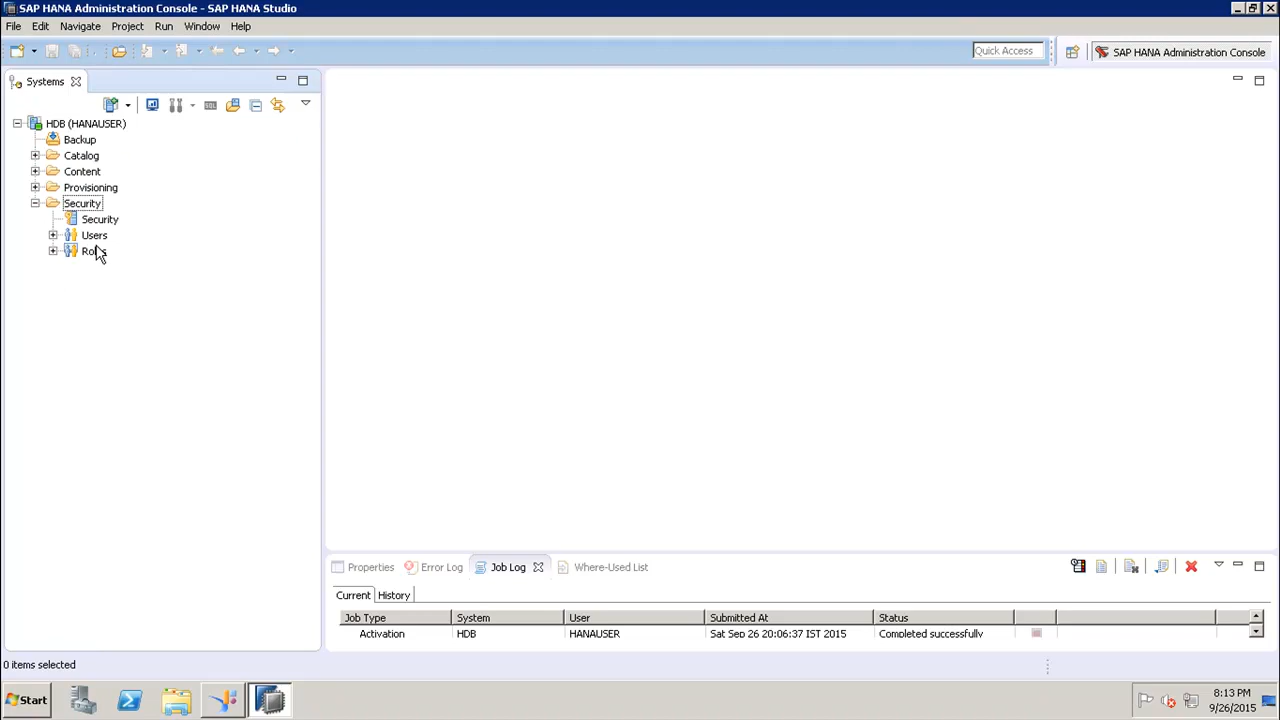 SAP HANA Administration Console - SAP HANA Studio
File Edit Navigate Project Run Window Help
Quick Access
SAP HANA Administration Console
Systems
SQL
HDB (HANAUSER)
Backup
Catalog
Content
Provisioning
Security
Security
Users
Roles
Properties Error Log Job Log Where-Used List
Current History
Job Type System User Submitted At Status
Activation HDB HANAUSER Sat Sep 26 20:06:37 IST 2015 Completed successfully
0 items selected
Start
8:13 PM
9/26/2015